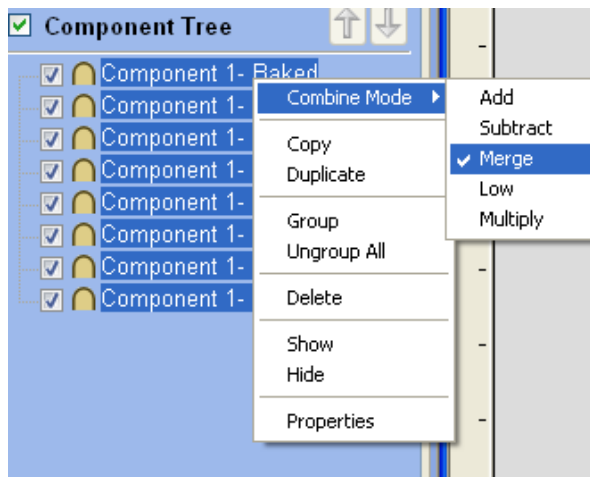 Component Tree
Component 1- Baked
Component 1-
Component 1-
Component 1-
Component 1-
Component 1-
Component 1-
Component 1-
Combine Mode
Copy
Duplicate
Group
Ungroup All
Delete
Show
Hide
Properties
Add
Subtract
Merge
Low
Multiply